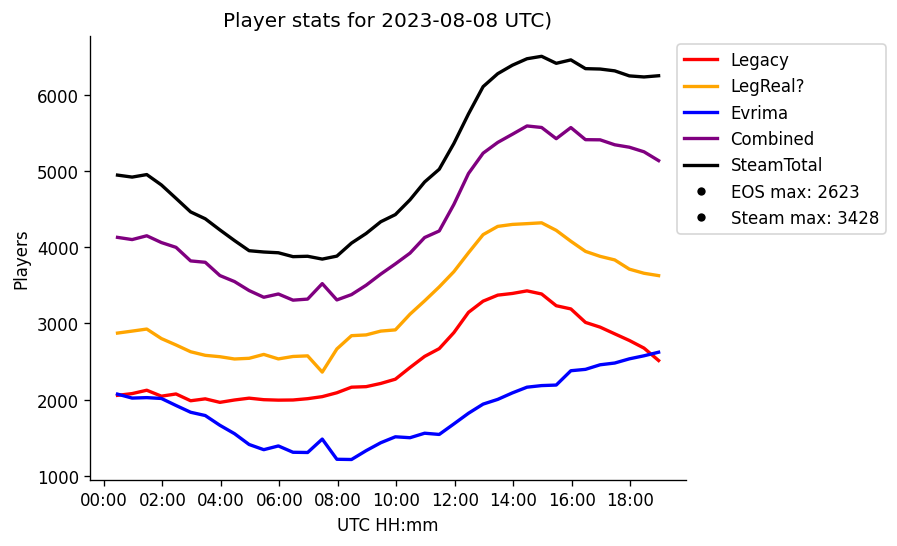 Player stats for 2023-08-08 UTC)
Players
6000
5000
4000
3000
2000
1000
00:00 02:00 04:00 06:00 08:00 10:00 12:00 14:00 16:00 18:00
UTC HH:mm
Legacy
LegReal?
Evrima
Combined
SteamTotal
EOS max: 2623
Steam max: 3428